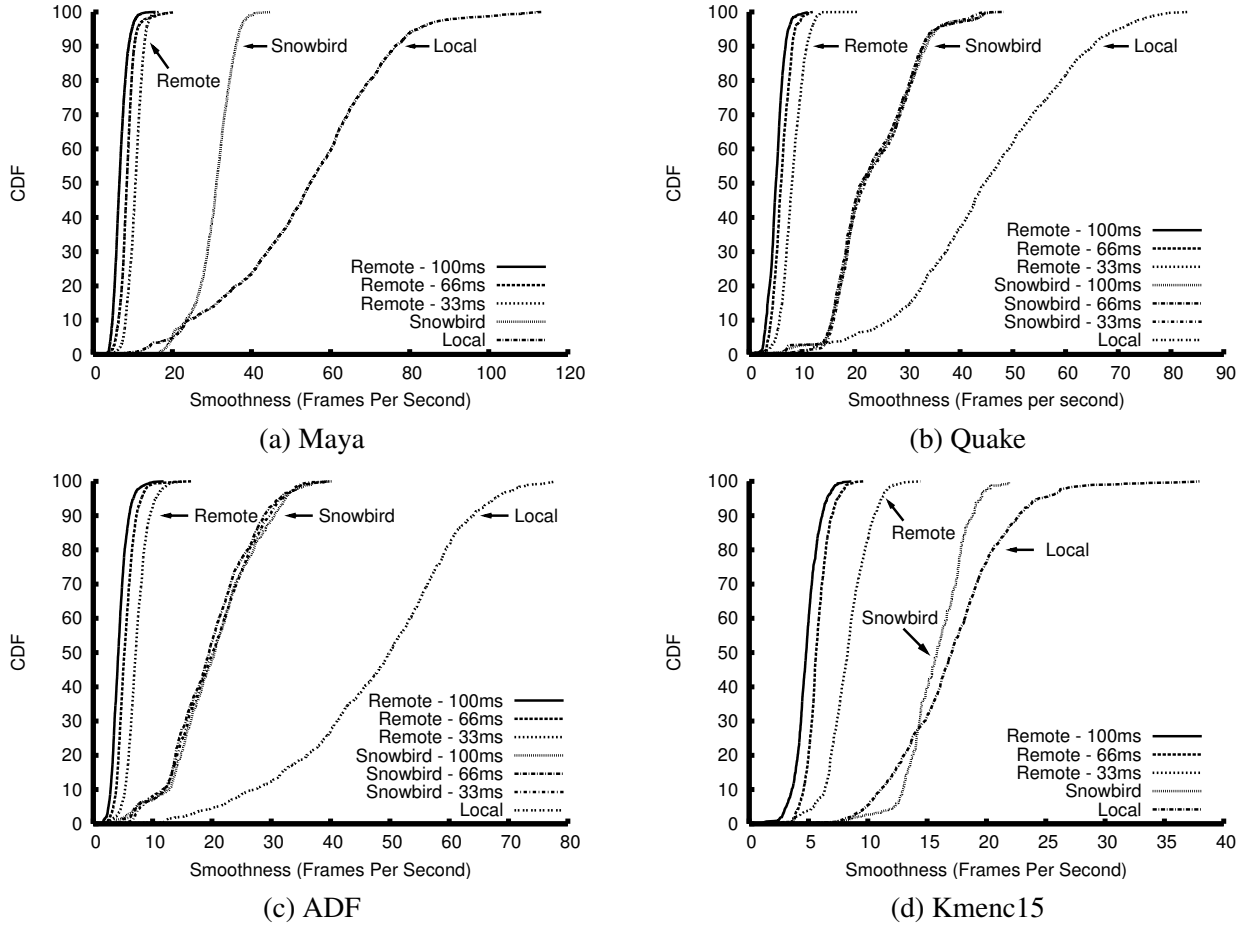 100
90
80
70
60
50
40
30
20
10
0
CDF
Remote
Snowbird
Local
Remote - 100ms
Remote - 66ms
Remote - 33ms
Snowbird
Local
0 20 40 60 80 100 120
Smoothness (Frames Per Second)
(a) Maya
100
90
80
70
60
50
40
30
20
10
0
CDF
Remote
Snowbird
Local
Remote - 100ms
Remote - 66ms
Remote - 33ms
Snowbird - 100ms
Snowbird - 66ms
Snowbird - 33ms
Local
0 10 20 30 40 50 60 70 80 90
Smoothness (Frames per second)
(b) Quake
100
90
80
70
60
50
40
30
20
10
0
CDF
Remote
Snowbird
Local
Remote - 100ms
Remote - 66ms
Remote - 33ms
Snowbird - 100ms
Snowbird - 66ms
Snowbird - 33ms
Local
0 10 20 30 40 50 60 70 80
Smoothness (Frames Per Second)
(c) ADF
100
90
80
70
60
50
40
30
20
10
0
CDF
Remote
Local
Snowbird
Remote - 100ms
Remote - 66ms
Remote - 33ms
Snowbird
Local
0 5 10 15 20 25 30 35 40
Smoothness (Frames Per Second)
(d) Kmenc15